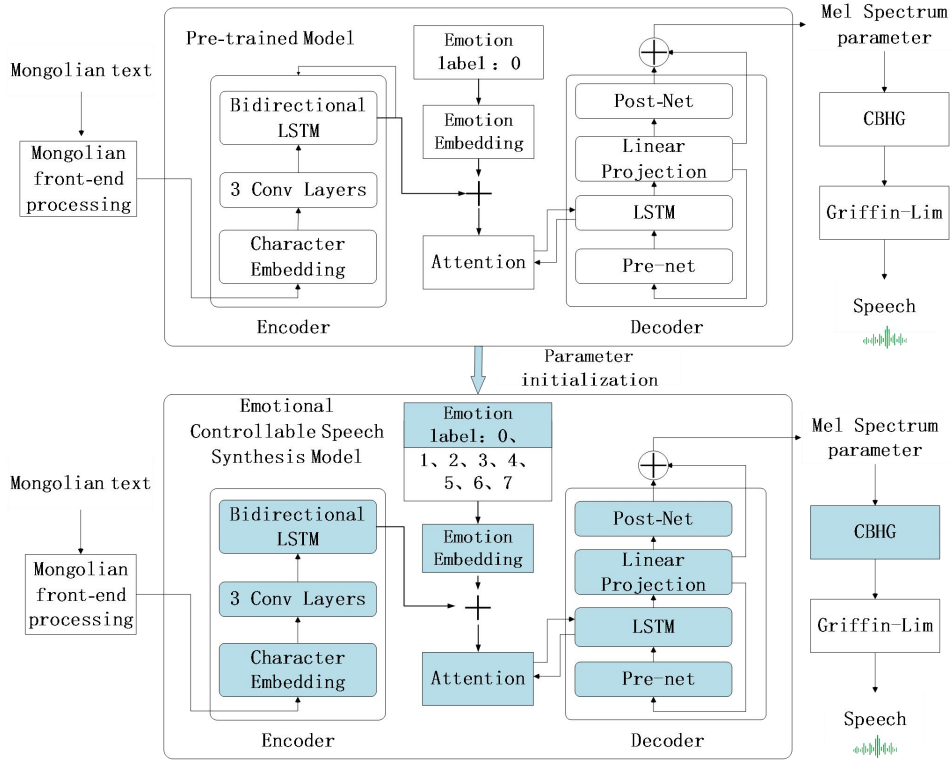 Pre-trained Model
Mongolian text
Mongolian
front-end
processing
Bidirectional
LSTM
3 Conv Layers
Character
Embedding
Encoder
Emotion
label：0
Emotion
Embedding
Attention
Post-Net
Linear
Projection
LSTM
Pre-net
Decoder
Mel Spectrum
parameter
CBHG
Griffin-Lim
Speech
Parameter
initialization
Emotional
Controllable Speech
Synthesis Model
Mongolian text
Mongolian
front-end
processing
Bidirectional
LSTM
3 Conv Layers
Character
Embedding
Encoder
Emotion
label：0、
1、2、3、4、
5、6、7
Emotion
Embedding
Attention
Post-Net
Linear
Projection
LSTM
Pre-net
Decoder
Mel Spectrum
parameter
CBHG
Griffin-Lim
Speech